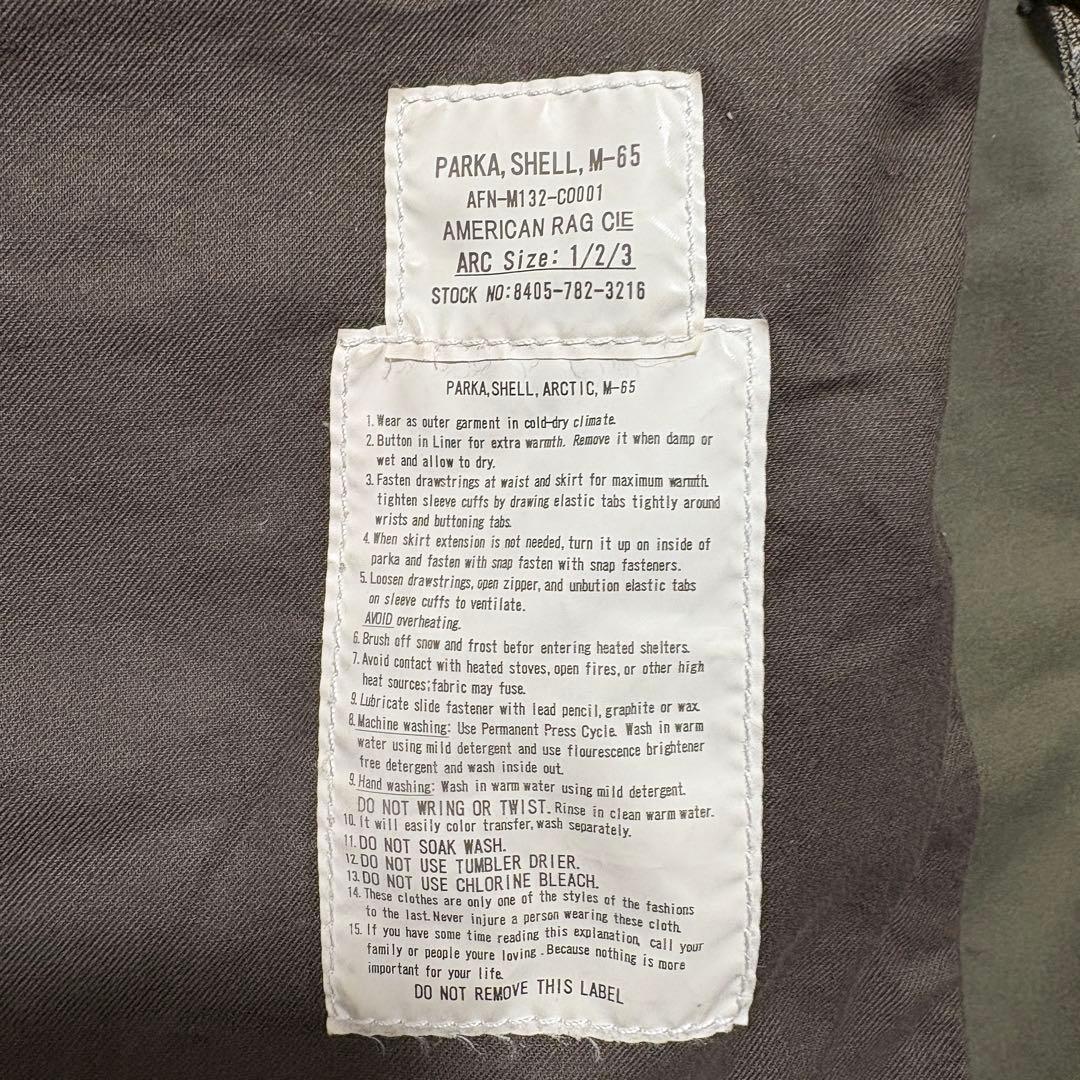 PARKA, SHELL, M-65
AFN-M132-C0001
AMERICAN RAG CIE
ARC Size: 1/2/3
STOCK NO:8405-782-3216
PARKA, SHELL, ARCTIC, M-65
1. Wear as outer garment in cold-dry climate.
2. Button in Liner for extra warmth. Remove it when damp or
wet and allow to dry.
3. Fasten drawstrings at waist and skirt for maximum warmth.
tighten sleeve cuffs by drawing elastic tabs tightly around
wrists and buttoning tabs.
4. When skirt extension is not needed, turn it up on inside of
parka and fasten with snap fasten with snap fasteners.
5. Loosen drawstrings, open zipper, and unbution elastic tabs
on sleeve cuffs to ventilate.
AVOID overheating.
6. Brush off snow and frost befor entering heated shelters.
7. Avoid contact with heated stoves, open fires, or other high
heat sources; fabric may fuse.
9. Lubricate slide fastener with lead pencil, graphite or wax.
8. Machine washing: Use Permanent Press Cycle. Wash in warm
water using mild detergent and use flourescence brightener
free detergent and wash inside out.
9. Hand washing: Wash in warm water using mild detergent.
DO NOT WRING OR TWIST. Rinse in clean warm water.
10. It will easily color transfer, wash separately.
11. DO NOT SOAK WASH.
12. DO NOT USE TUMBLER DRIER.
13. DO NOT USE CHLORINE BLEACH.
14. These clothes are only one of the styles of the fashions
to the last. Never injure a person wearing these cloth.
15. If you have some time reading this explanation, call your
family or people youre loving. Because nothing is more
important for your life.
DO NOT REMOVE THIS LABEL